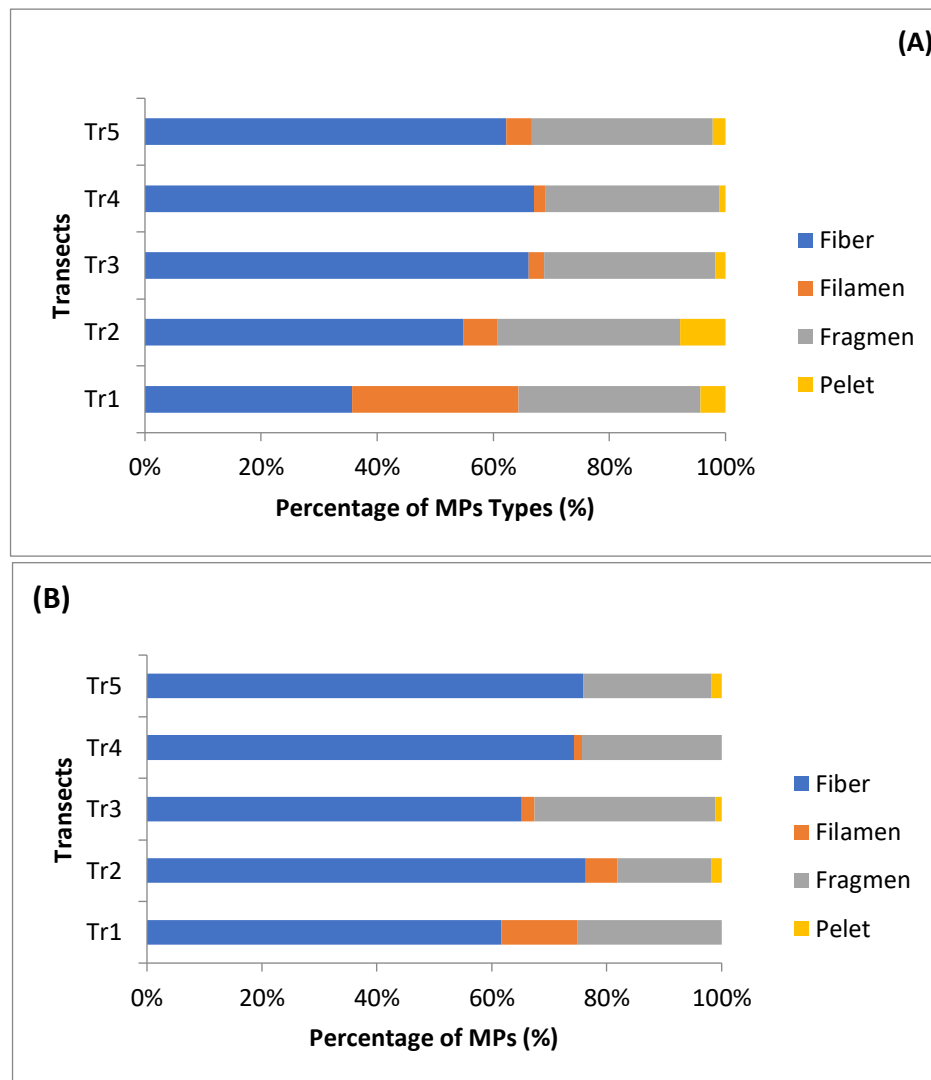 (A)
Tr5
Tr4
Tr3
Tr2
Tr1
Transects
0% 20% 40% 60% 80% 100%
Percentage of MPs Types (%)
Fiber
Filamen
Fragmen
Pelet
(B)
Tr5
Tr4
Tr3
Tr2
Tr1
Transects
0% 20% 40% 60% 80% 100%
Percentage of MPs (%)
Fiber
Filamen
Fragmen
Pelet